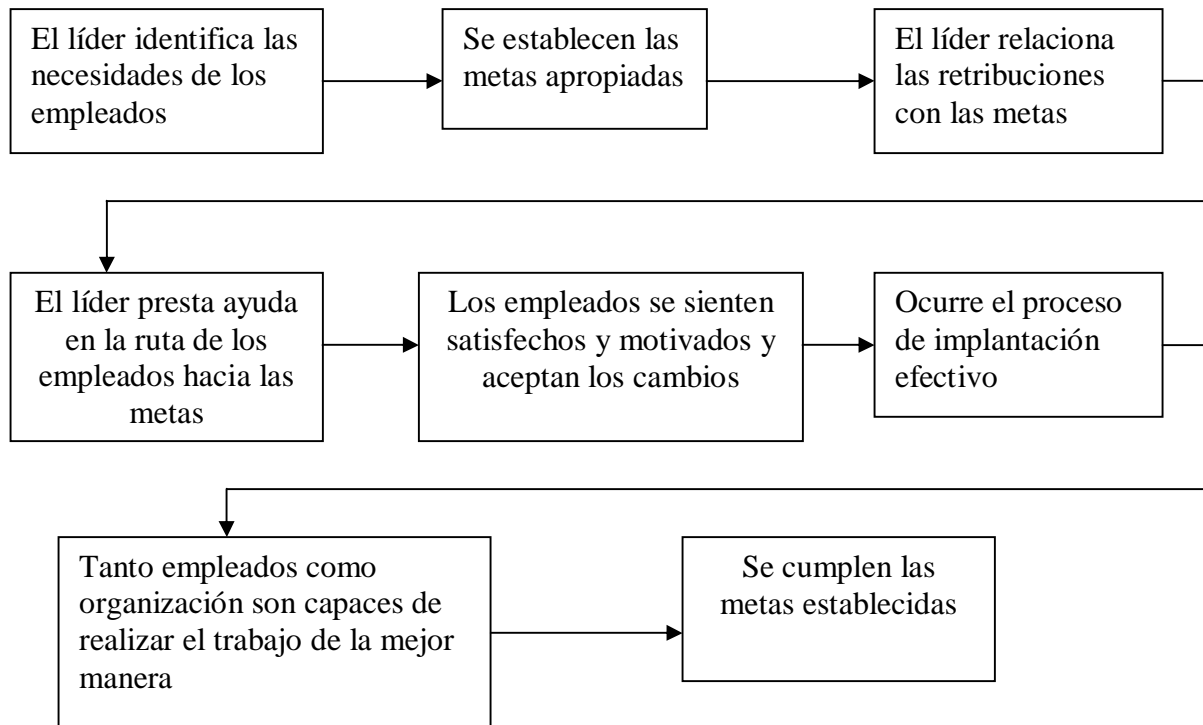 El líder identifica las
necesidades de los
empleados
Se establecen las
metas apropiadas
El líder relaciona
las retribuciones
con las metas
El líder presta ayuda
en la ruta de los
empleados hacia las
metas
Los empleados se sienten
satisfechos y motivados y
aceptan los cambios
Ocurre el proceso
de implantación
efectivo
Tanto empleados como
organización son capaces de
realizar el trabajo de la mejor
manera
Se cumplen las
metas establecidas